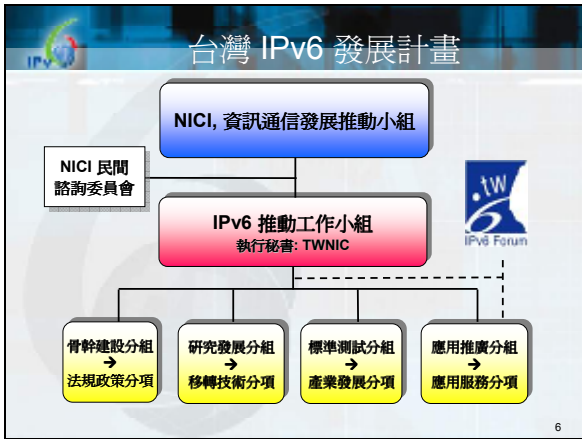 IPv6
台灣 IPv6 發展計畫
NICI, 資訊通信發展推動小組
NICI 民間
諮詢委員會
.tw
6
IPv6 Forum
IPv6 推動工作小組
執行秘書: TWNIC
骨幹建設分組
→
法規政策分項
研究發展分組
→
移轉技術分項
標準測試分組
→
產業發展分項
應用推廣分組
→
應用服務分項
6